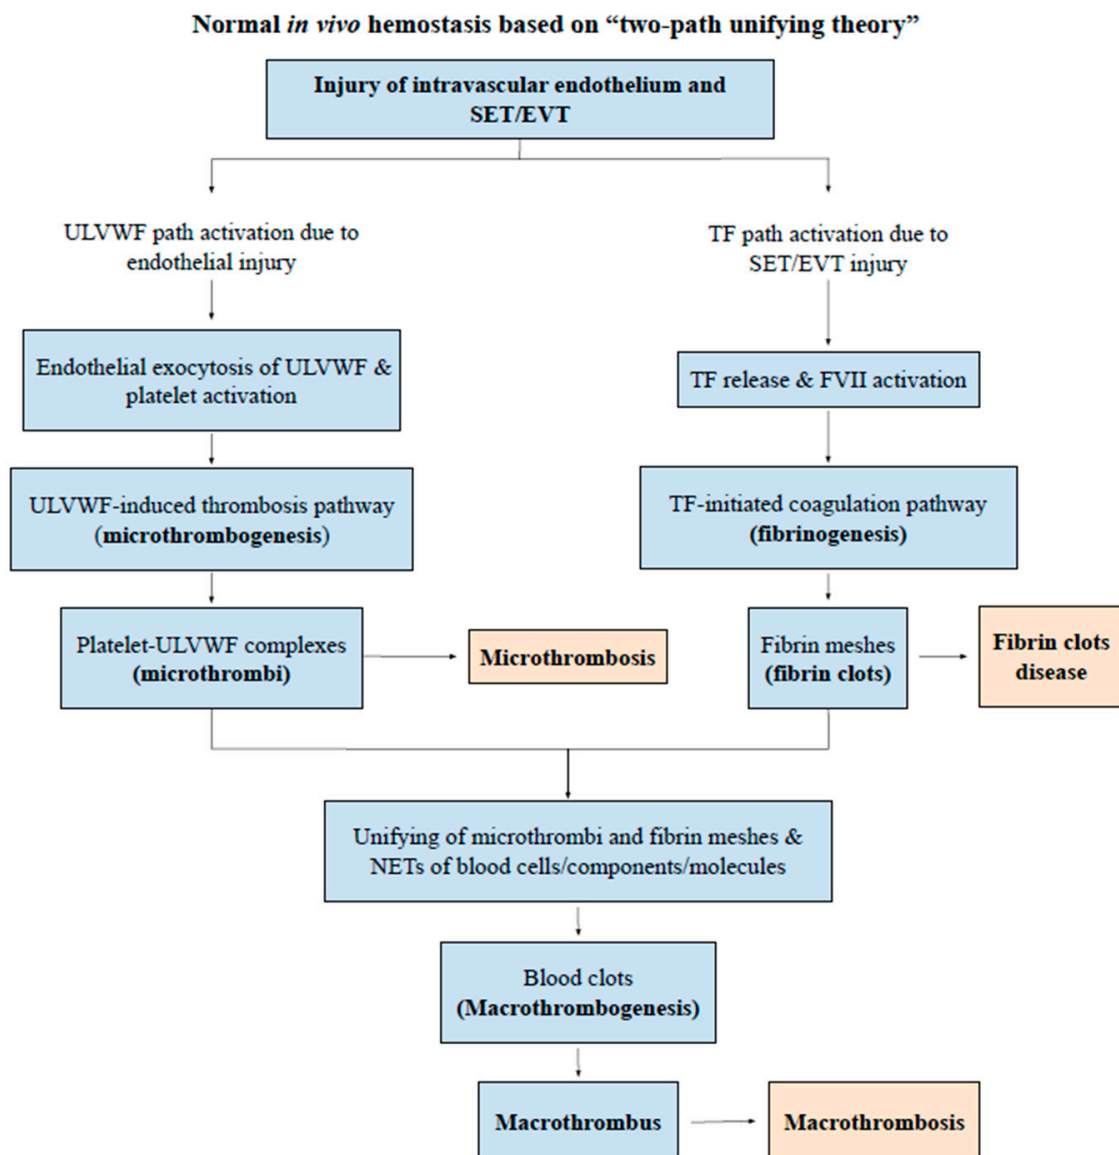 Normal in vivo hemostasis based on “two-path unifying theory”
Injury of intravascular endothelium and
SET/EVT
ULVWF path activation due to
endothelial injury
TF path activation due to
SET/EVT injury
Endothelial exocytosis of ULVWF &
platelet activation
TF release & FVII activation
ULVWF-induced thrombosis pathway
(microthrombogenesis)
TF-initiated coagulation pathway
(fibrinogenesis)
Platelet-ULVWF complexes
(microthrombi)
Microthrombosis
Fibrin meshes
(fibrin clots)
Fibrin clots
disease
Unifying of microthrombi and fibrin meshes &
NETs of blood cells/components/molecules
Blood clots
(Macrothrombogenesis)
Macrothrombus
Macrothrombosis